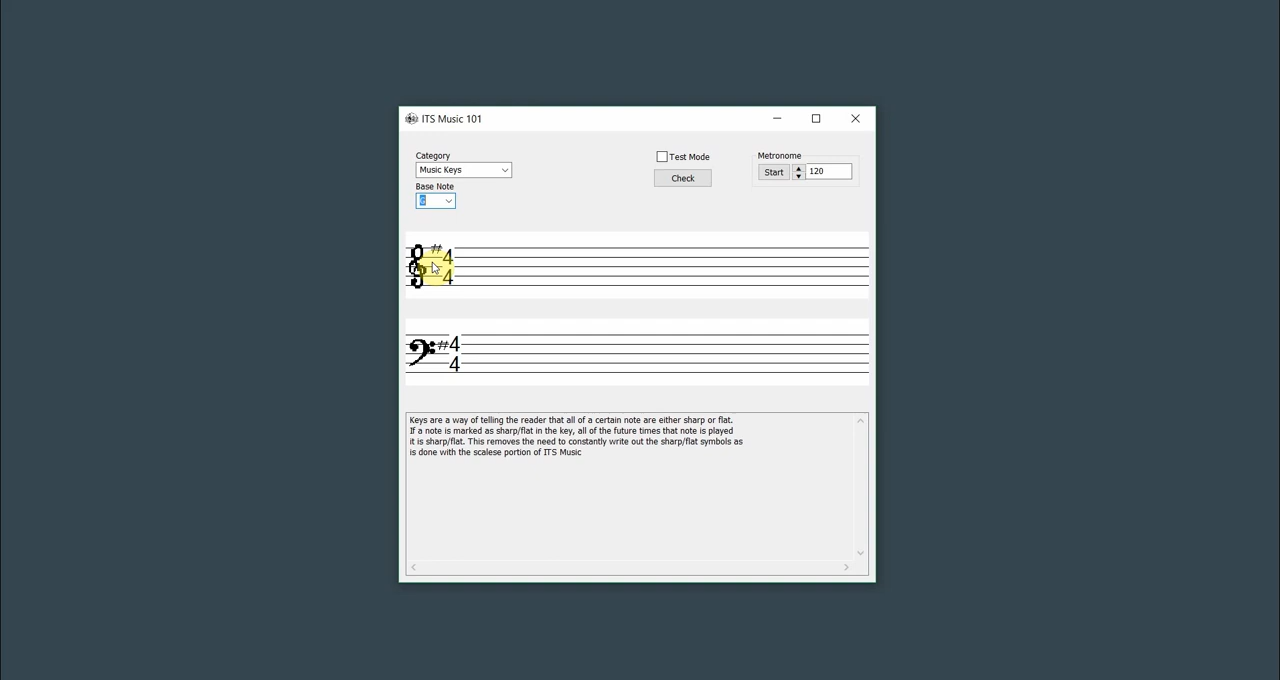 ITS Music 101
Category
Music Keys
Base Note
G
Test Mode
Check
Metronome
Start
120
# 4
4
# 4
4
Keys are a way of telling the reader that all of a certain note are either sharp or flat.
If a note is marked as sharp/flat in the key, all of the future times that note is played
it is sharp/flat. This removes the need to constantly write out the sharp/flat symbols as
is done with the scalese portion of ITS Music